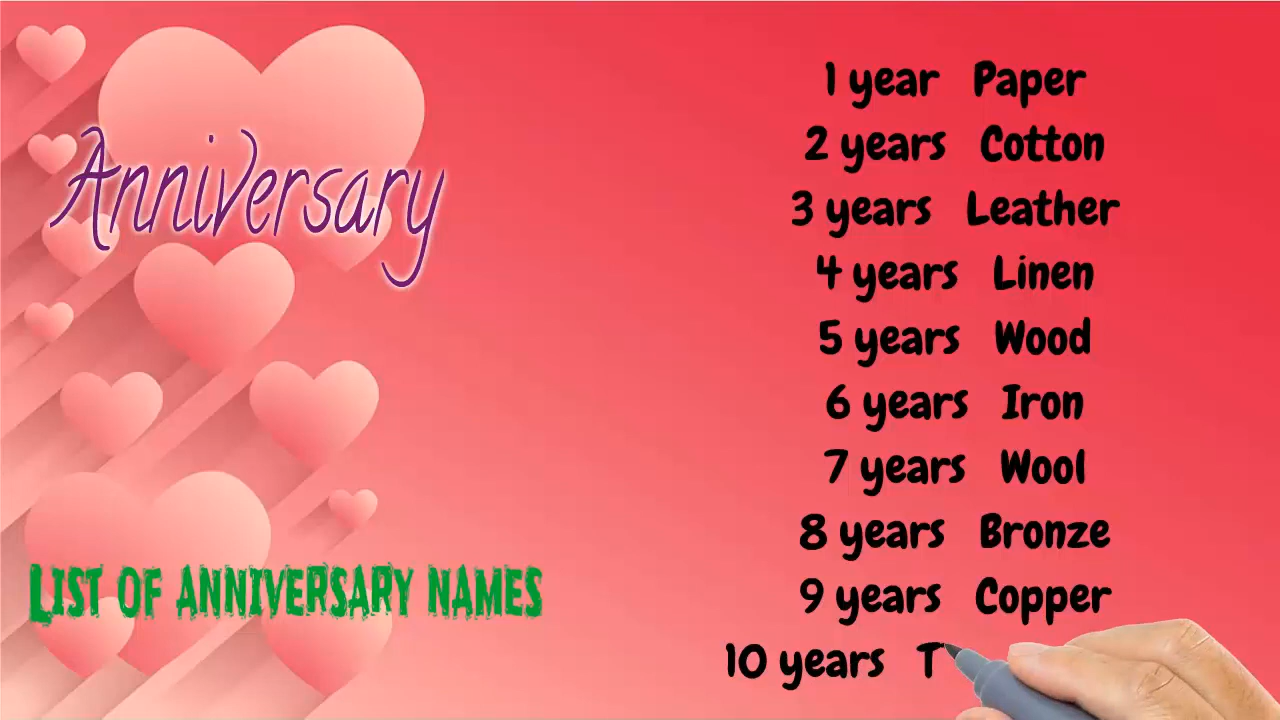 Anniversary
List of anniversary names
1 year Paper
2 years Cotton
3 years Leather
4 years Linen
5 years Wood
6 years Iron
7 years Wool
8 years Bronze
9 years Copper
10 years T